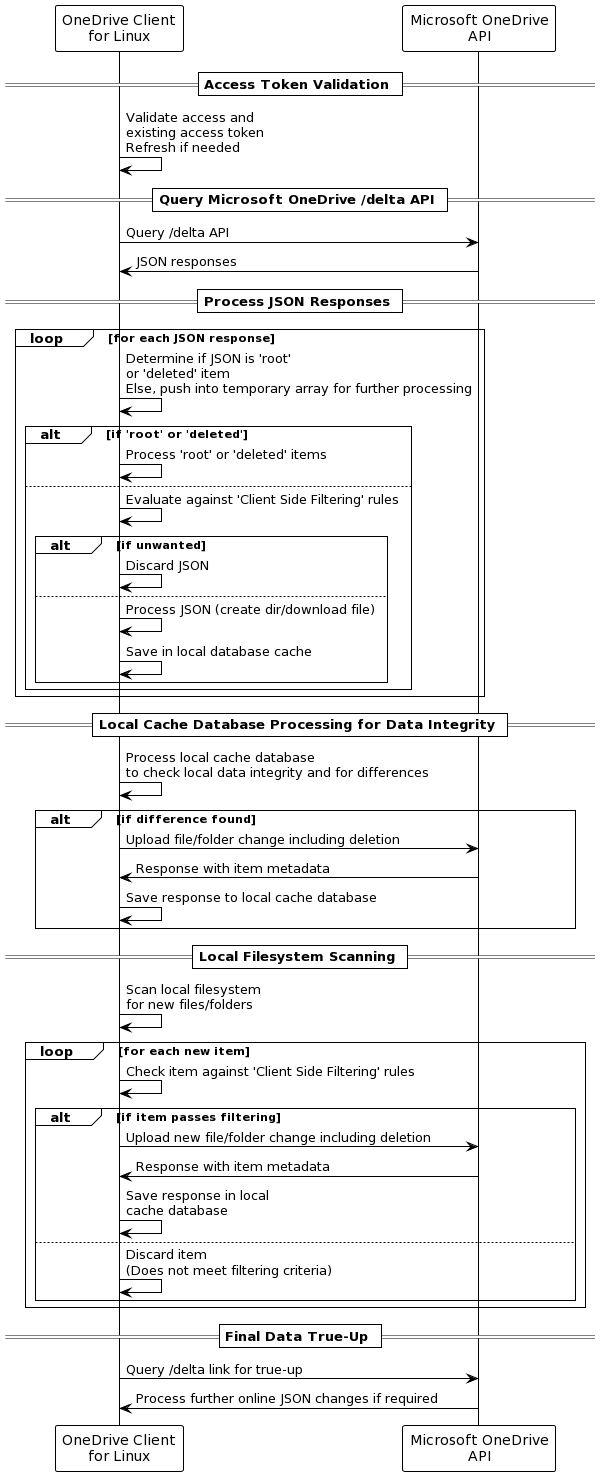 OneDrive Client
for Linux
Microsoft OneDrive
API
Access Token Validation
Validate access and
existing access token
Refresh if needed
Query Microsoft OneDrive /delta API
Query /delta API
JSON responses
Process JSON Responses
loop
[for each JSON response]
Determine if JSON is 'root'
or 'deleted' item
Else, push into temporary array for further processing
alt
[if 'root' or 'deleted']
Process 'root' or 'deleted' items
Evaluate against 'Client Side Filtering' rules
alt
[if unwanted]
Discard JSON
Process JSON (create dir/download file)
Save in local database cache
Local Cache Database Processing for Data Integrity
Process local cache database
to check local data integrity and for differences
alt
[if difference found]
Upload file/folder change including deletion
Response with item metadata
Save response to local cache database
Local Filesystem Scanning
Scan local filesystem
for new files/folders
loop
[for each new item]
Check item against 'Client Side Filtering' rules
alt
[if item passes filtering]
Upload new file/folder change including deletion
Response with item metadata
Save response in local
cache database
Discard item
(Does not meet filtering criteria)
Final Data True-Up
Query /delta link for true-up
Process further online JSON changes if required
OneDrive Client
for Linux
Microsoft OneDrive
API